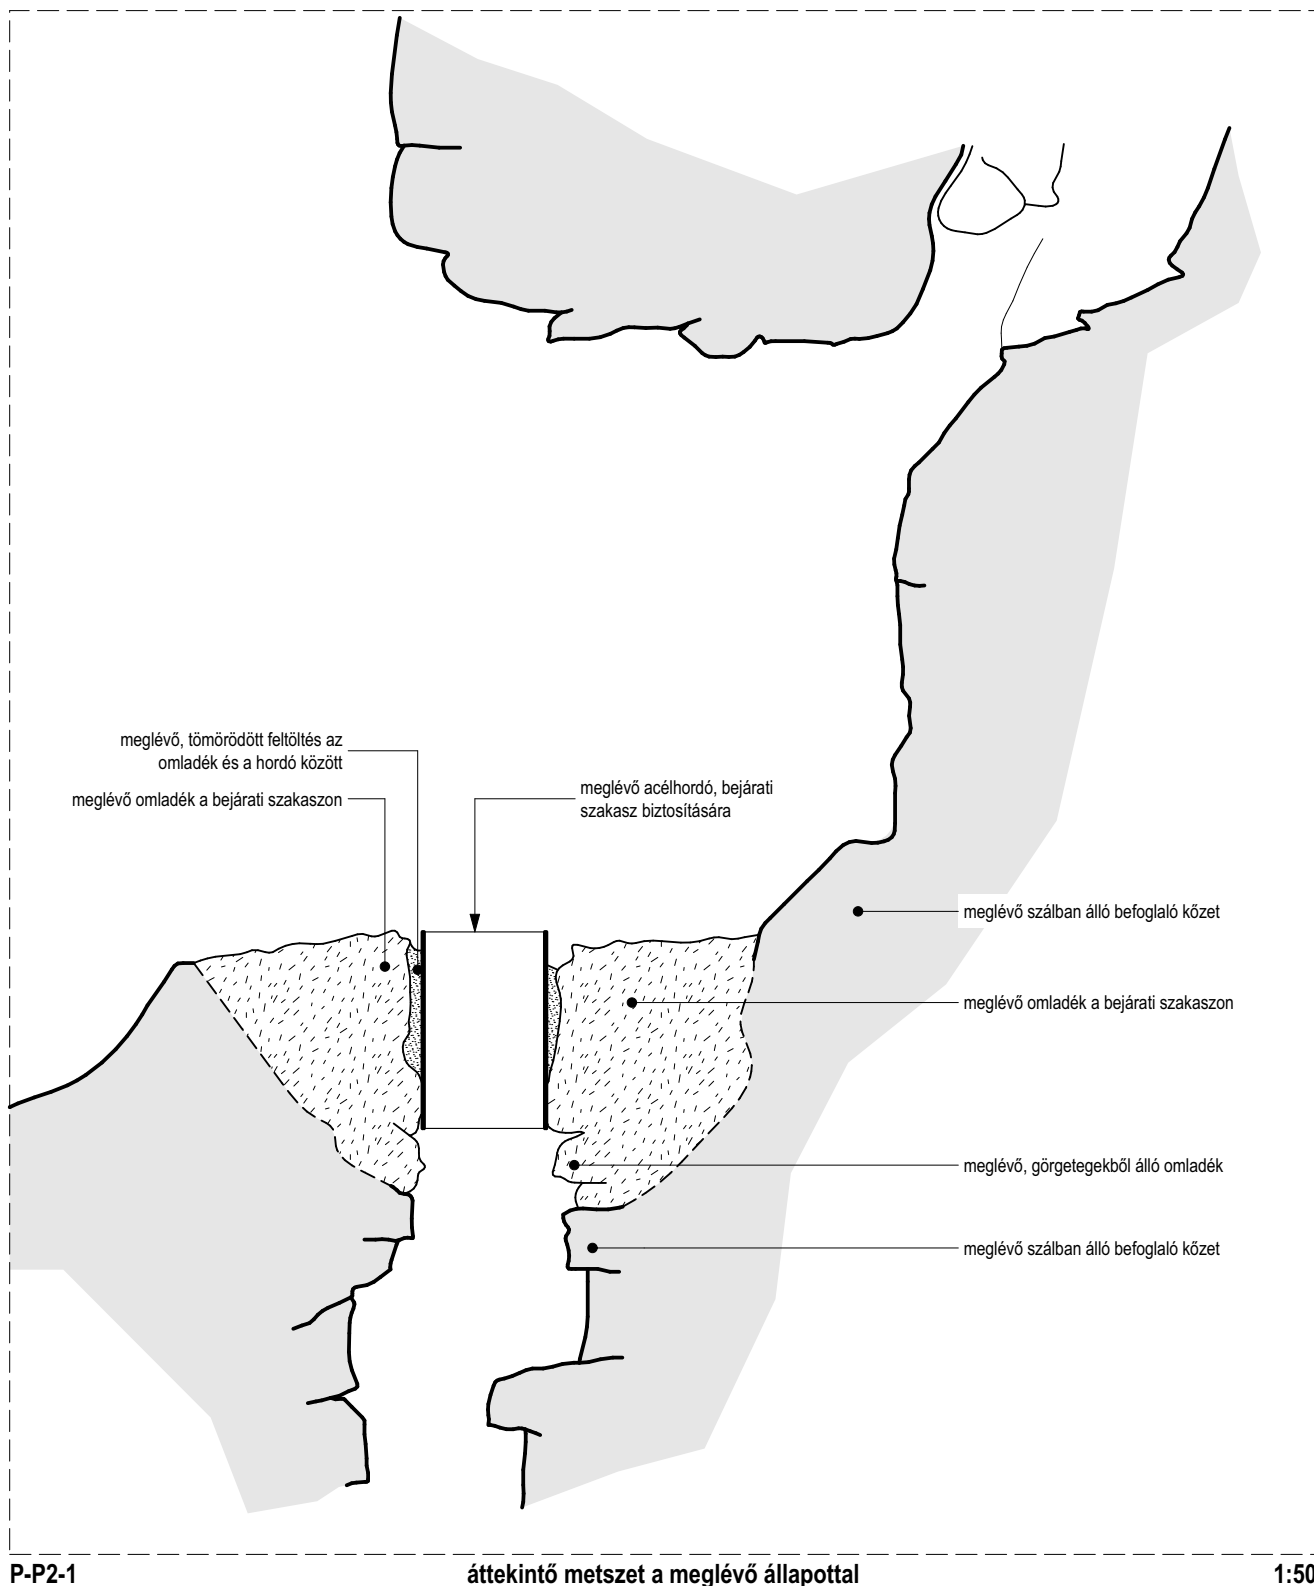 meglévő, tömörödött feltöltés az
omladék és a hordó között
meglévő omladék a bejárati szakaszon
meglévő acélhordó, bejárati
szakasz biztosítására
meglévő szálban álló befoglaló kőzet
meglévő omladék a bejárati szakaszon
meglévő, görgetegekből álló omladék
meglévő szálban álló befoglaló kőzet
P-P2-1
áttekintő metszet a meglévő állapottal
1:50